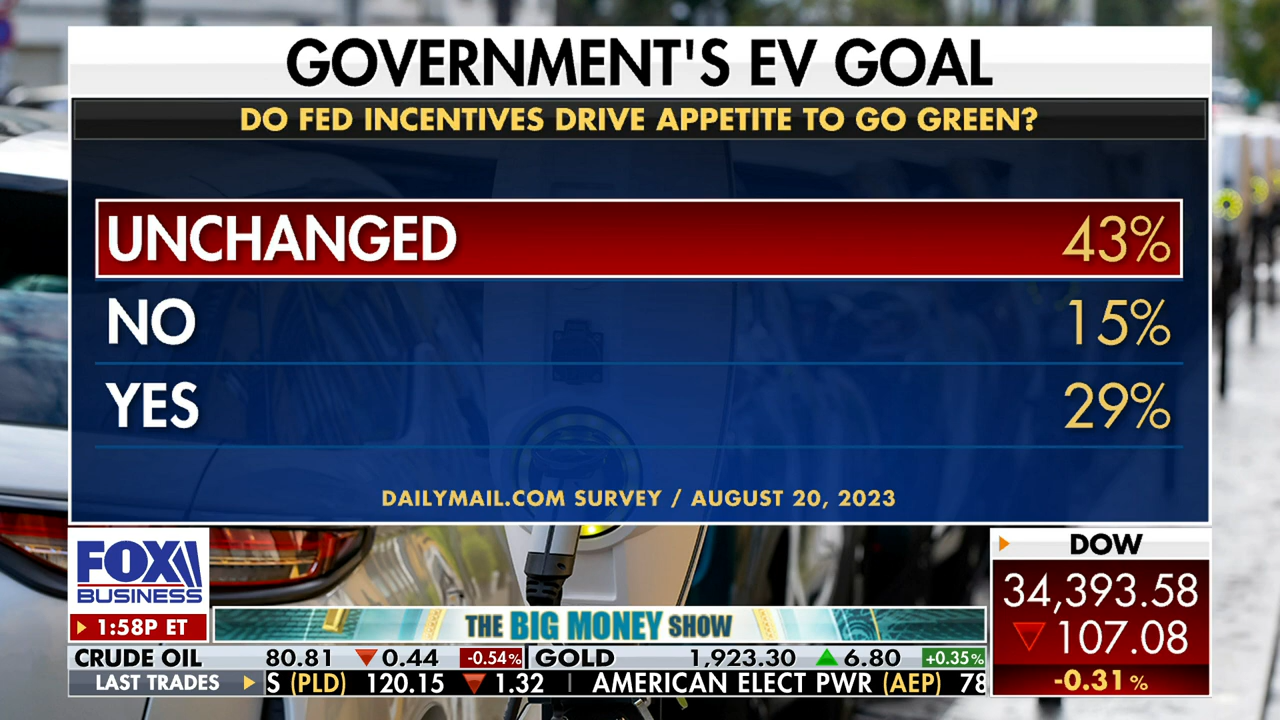 GOVERNMENT'S EV GOAL
DO FED INCENTIVES DRIVE APPETITE TO GO GREEN?
UNCHANGED 43%
NO 15%
YES 29%
DAILYMAIL.COM SURVEY / AUGUST 20, 2023
FOX BUSINESS
1:58P ET
THE BIG MONEY SHOW
DOW
34,393.58
107.08
-0.31%
CRUDE OIL 80.81 0.44 -0.54% GOLD 1,923.30 6.80 +0.35%
LAST TRADES S (PLD) 120.15 1.32 | AMERICAN ELECT PWR (AEP) 78